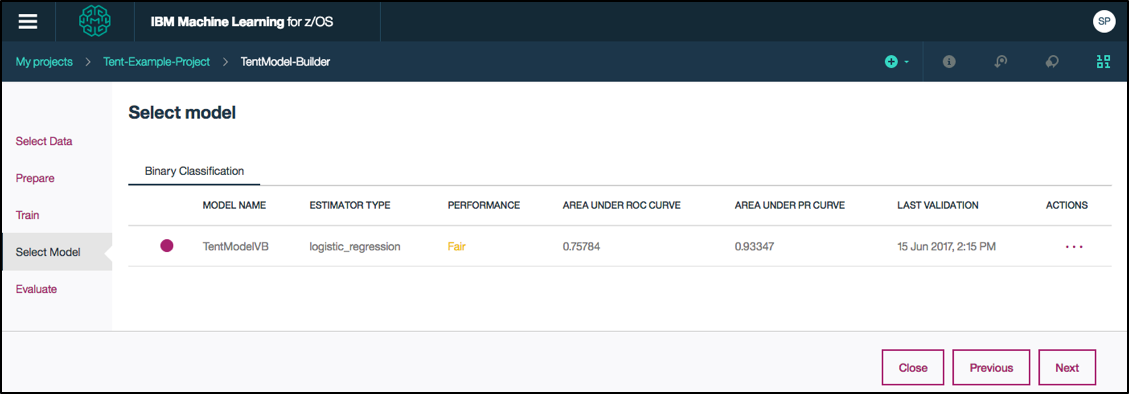 IBM Machine Learning for z/OS
SP
My projects > Tent-Example-Project > TentModel-Builder
Select model
Select Data
Prepare
Train
Select Model
Evaluate
Binary Classification
MODEL NAME ESTIMATOR TYPE PERFORMANCE AREA UNDER ROC CURVE AREA UNDER PR CURVE LAST VALIDATION ACTIONS
TentModelVB logistic_regression Fair 0.75784 0.93347 15 Jun 2017, 2:15 PM ...
Close Previous Next